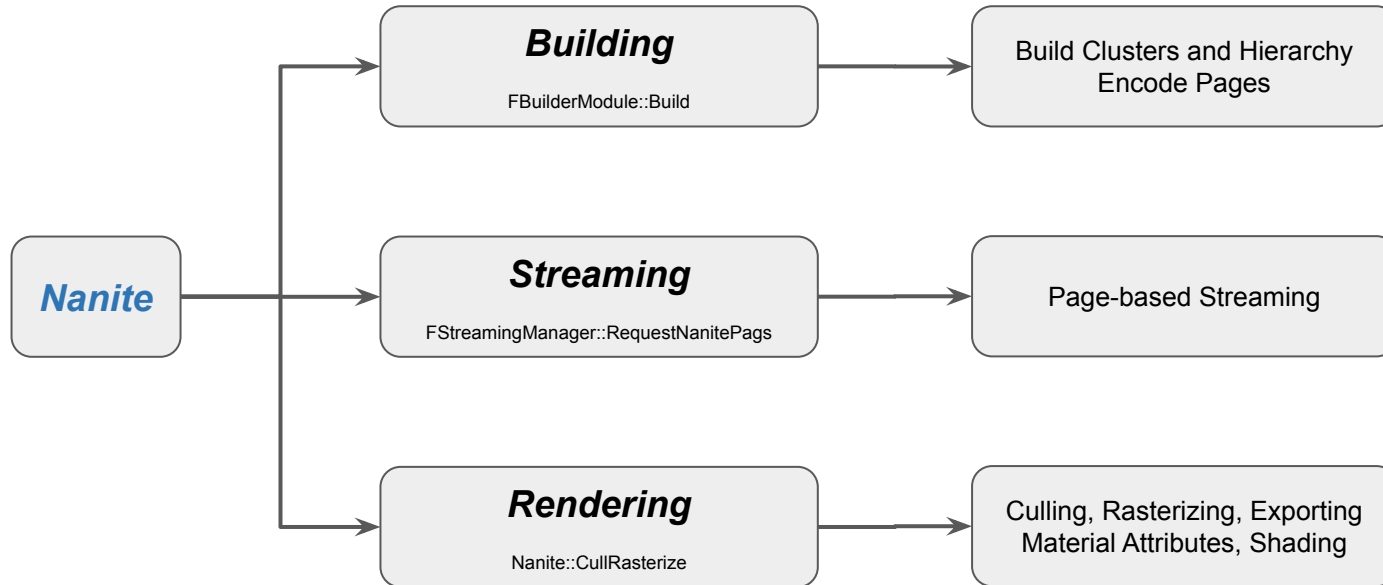 Building
FBuilderModule::Build
Build Clusters and Hierarchy
Encode Pages
Nanite
Streaming
FStreamingManager::RequestNanitePags
Page-based Streaming
Rendering
Nanite::CullRasterize
Culling, Rasterizing, Exporting
Material Attributes, Shading